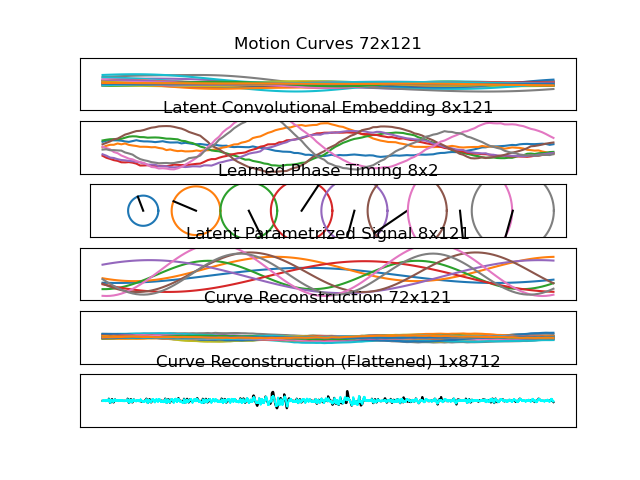 Motion Curves 72x121
Latent Convolutional Embedding 8x121
Learned Phase Timing 8x2
Latent Parametrized Signal 8x121
Curve Reconstruction 72x121
Curve Reconstruction (Flattened) 1x8712